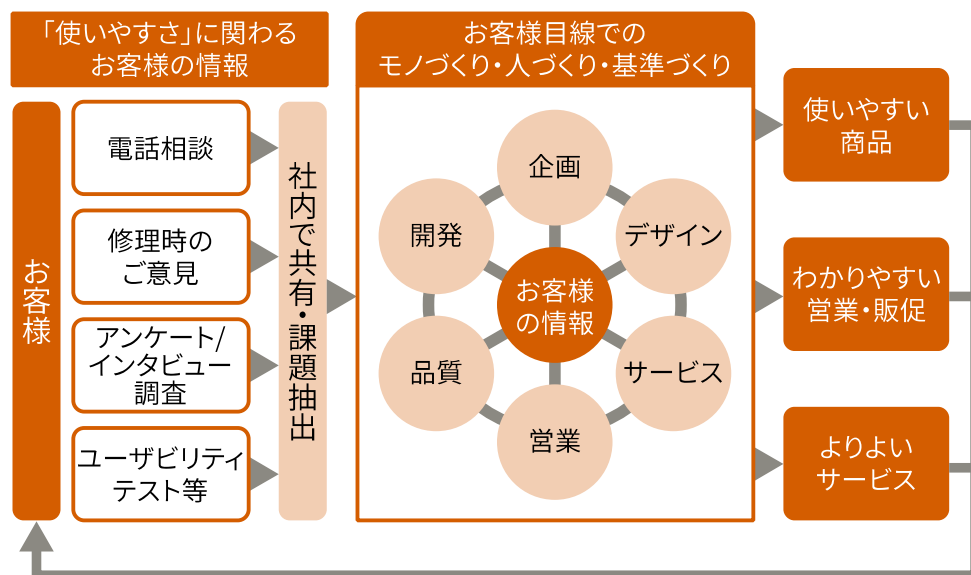 「使いやすさ」に関わる
お客様の情報
お客様
電話相談
修理時の
ご意見
アンケート/
インタビュー
調査
ユーザビリティ
テスト等
社内で共有・課題抽出
お客様目線での
モノづくり・人づくり・基準づくり
企画
開発
デザイン
お客様
の情報
品質
サービス
営業
使いやすい
商品
わかりやすい
営業・販促
よりよい
サービス